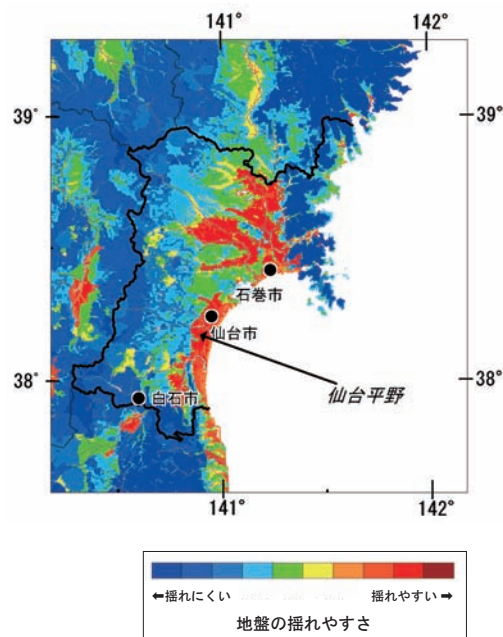 141° 142°
39° 39°
石巻市
仙台市
38° 38°
仙台平野
白石市
141° 142°
←揺れにくい 揺れやすい→
地盤の揺れやすさ